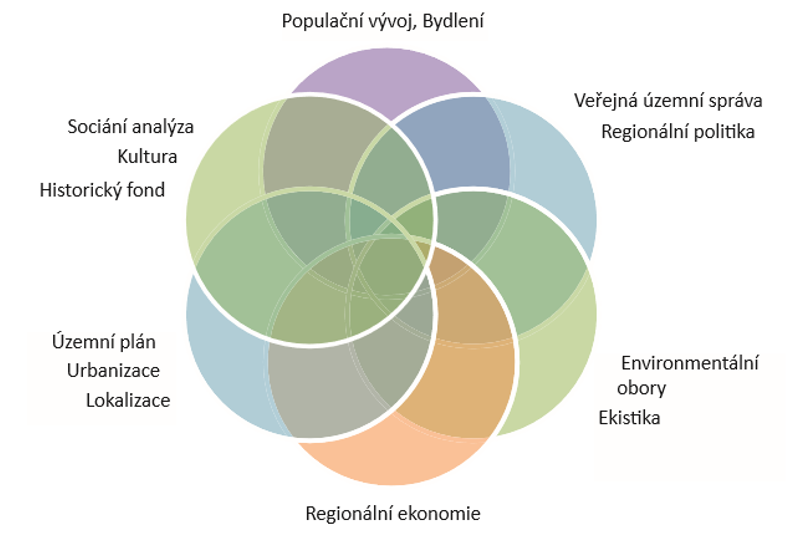 Populační vývoj, Bydlení
Veřejná územní správa
Regionální politika
Sociání analýza
Kultura
Historický fond
Územní plán
Urbanizace
Lokalizace
Environmentální
obory
Ekistika
Regionální ekonomie